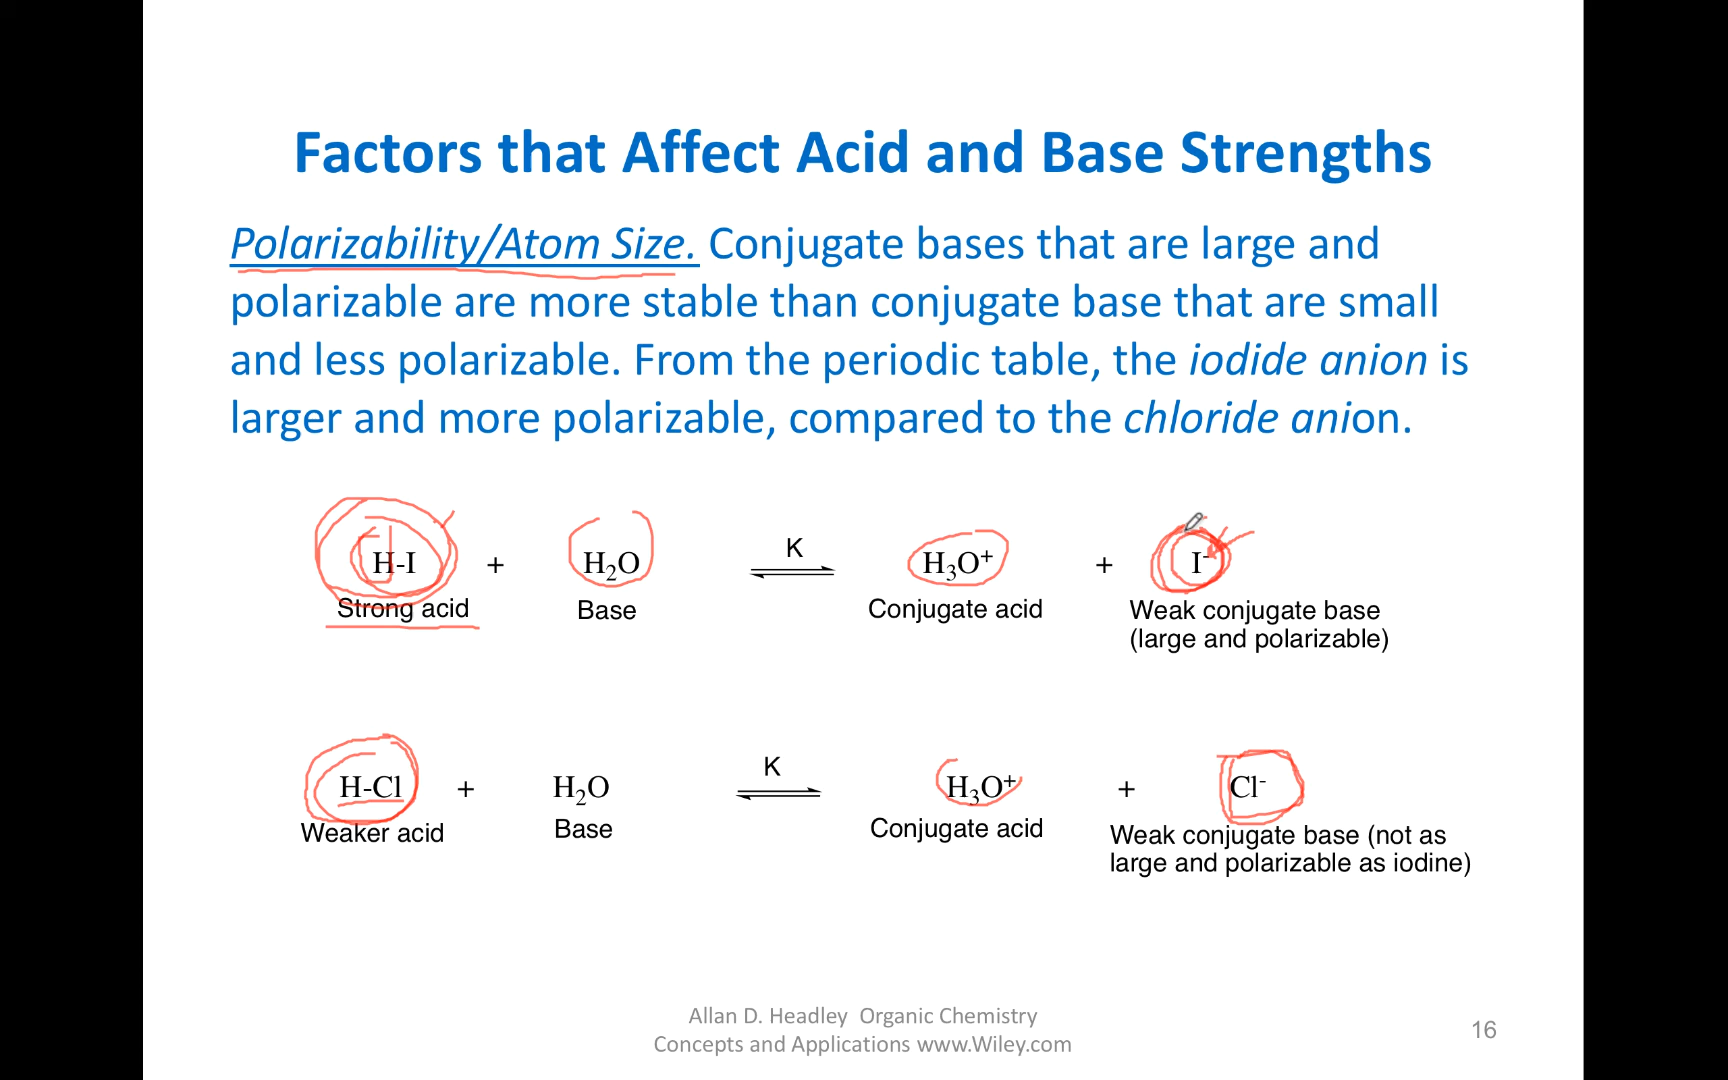 Factors that Affect Acid and Base Strengths
Polarizability/Atom Size. Conjugate bases that are large and
polarizable are more stable than conjugate base that are small
and less polarizable. From the periodic table, the iodide anion is
larger and more polarizable, compared to the chloride anion.
H-I + H₂O K H₃O⁺ + I⁻
Strong acid Base Conjugate acid Weak conjugate base
(large and polarizable)
H-Cl + H₂O K H₃O⁺ + Cl⁻
Weaker acid Base Conjugate acid Weak conjugate base (not as
large and polarizable as iodine)
Allan D. Headley Organic Chemistry
Concepts and Applications www.Wiley.com
16